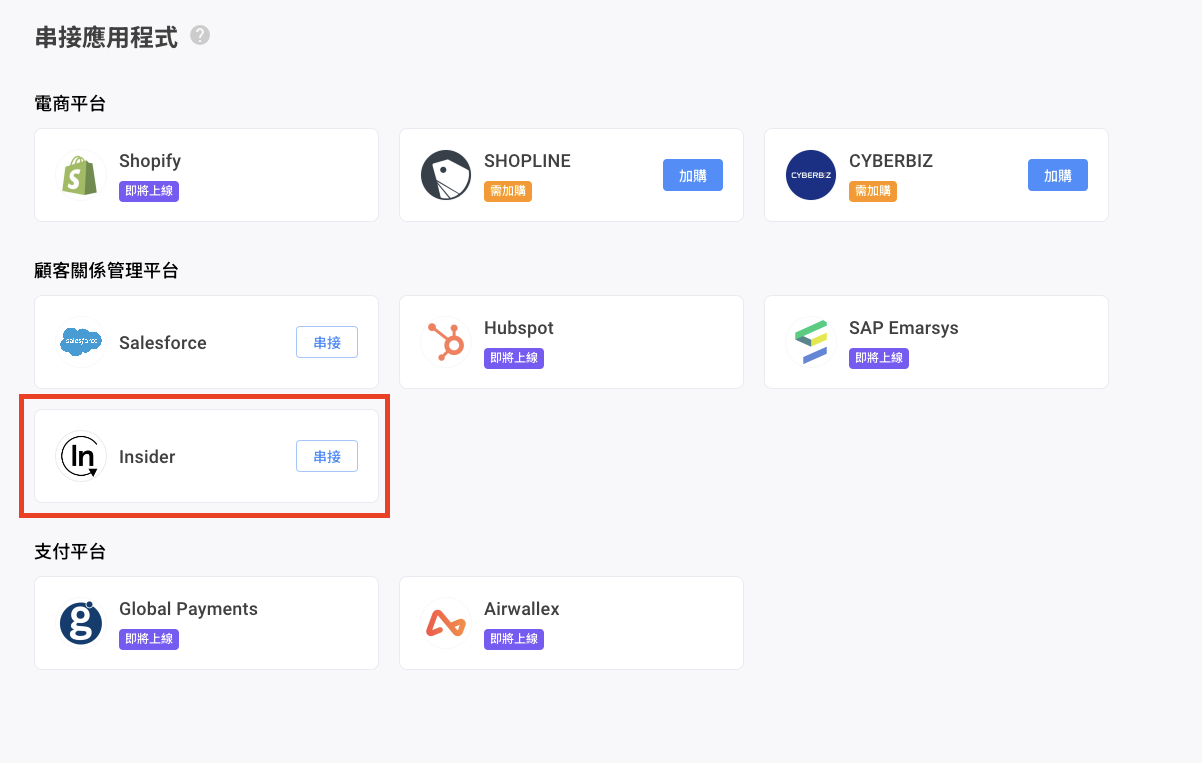 串接應用程式 ?
電商平台
Shopify
即將上線
SHOPLINE
需加購
加購
CYBERBIZ
CYBERBIZ
需加購
加購
顧客關係管理平台
salesforce
Salesforce
串接
Hubspot
即將上線
SAP Emarsys
即將上線
In
Insider
串接
支付平台
g
Global Payments
即將上線
Airwallex
即將上線